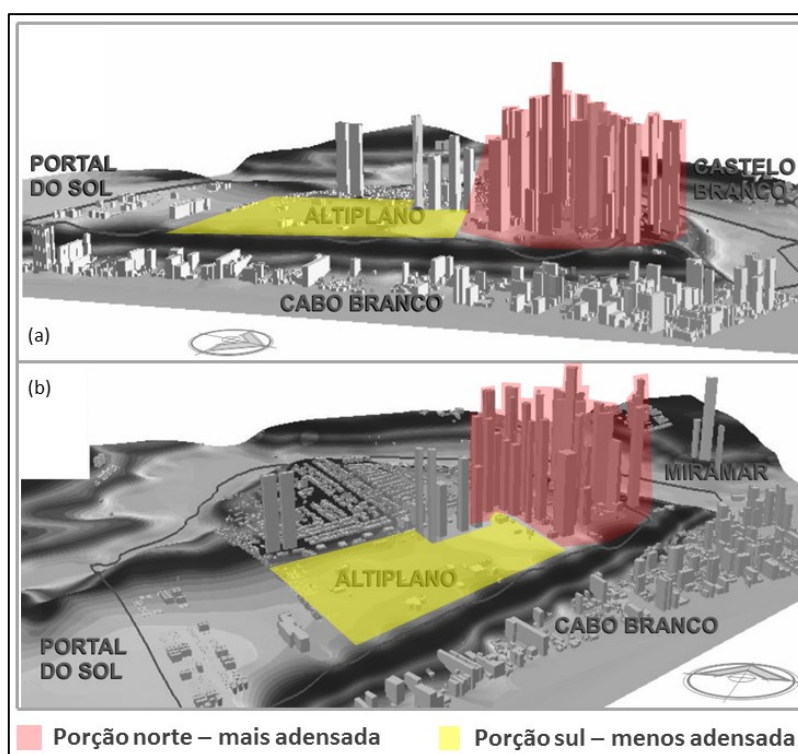 PORTAL
DO SOL
ALTIPLANO
CASTELO
BRANCO
CABO BRANCO
(a)
(b)
MIRAMAR
ALTIPLANO
CABO BRANCO
PORTAL
DO SOL
Porção norte – mais adensada
Porção sul – menos adensada